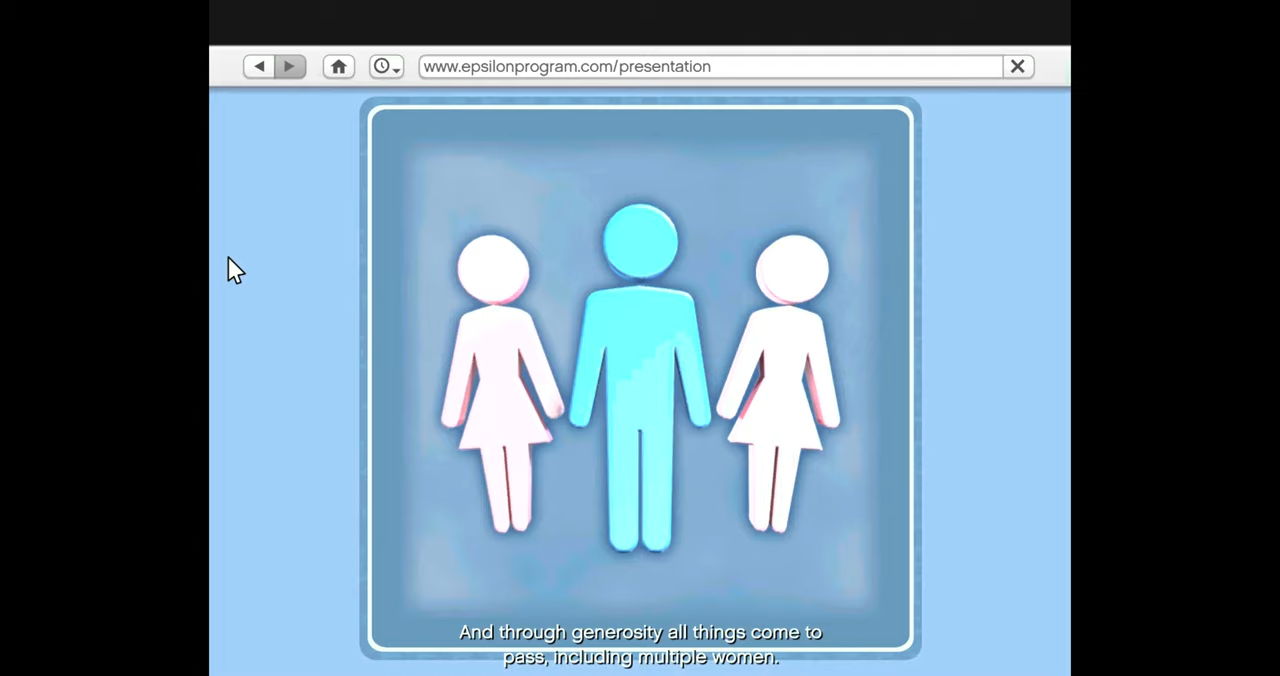 www.epsilonprogram.com/presentation
And through generosity all things come to
pass, including multiple women.